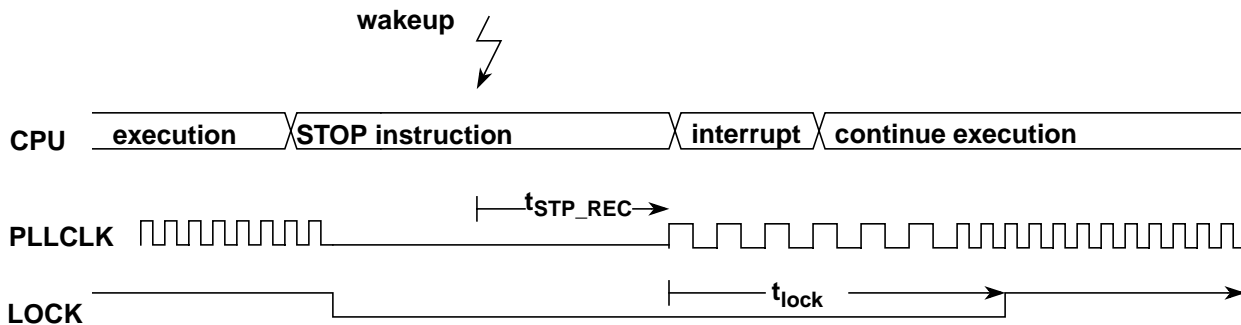 wakeup
CPU execution STOP instruction interrupt continue execution
tSTP_REC
PLLCLK
tlock
LOCK